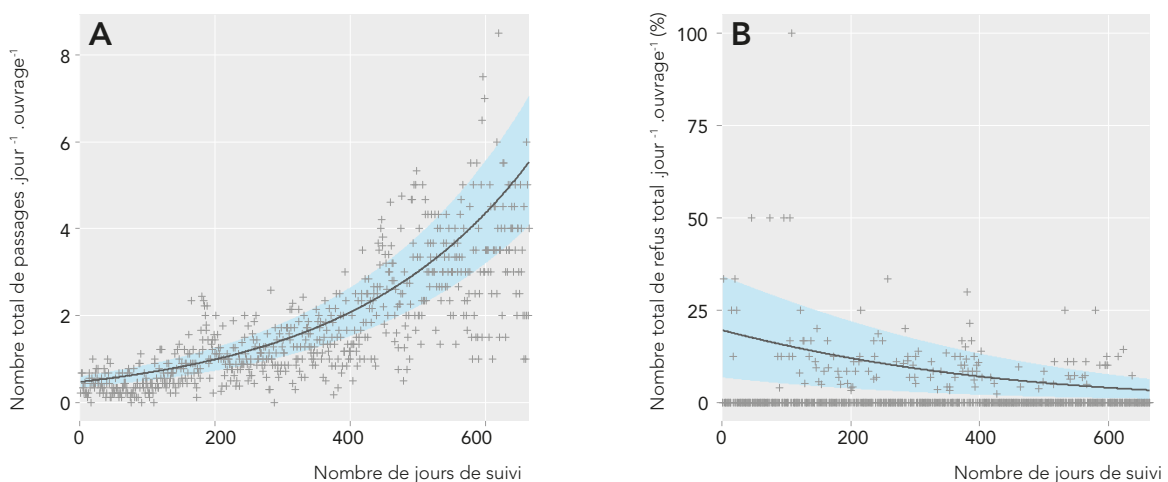 A
Nombre total de passages .jour ⁻¹ .ouvrage⁻¹
8
6
4
2
0
0 200 400 600
Nombre de jours de suivi
B
Nombre total de refus total .jour ⁻¹ .ouvrage⁻¹ (%)
100
75
50
25
0
0 200 400 600
Nombre de jours de suivi